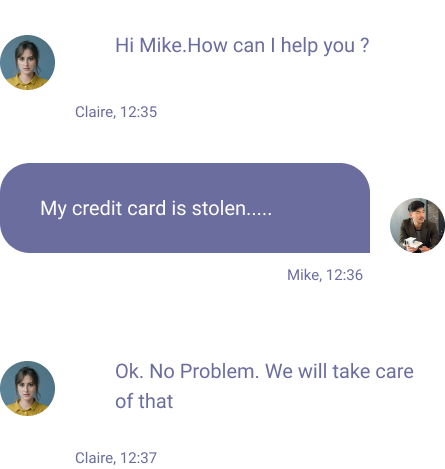 Hi Mike.How can I help you ?
Claire, 12:35
My credit card is stolen.....
Mike, 12:36
Ok. No Problem. We will take care
of that
Claire, 12:37